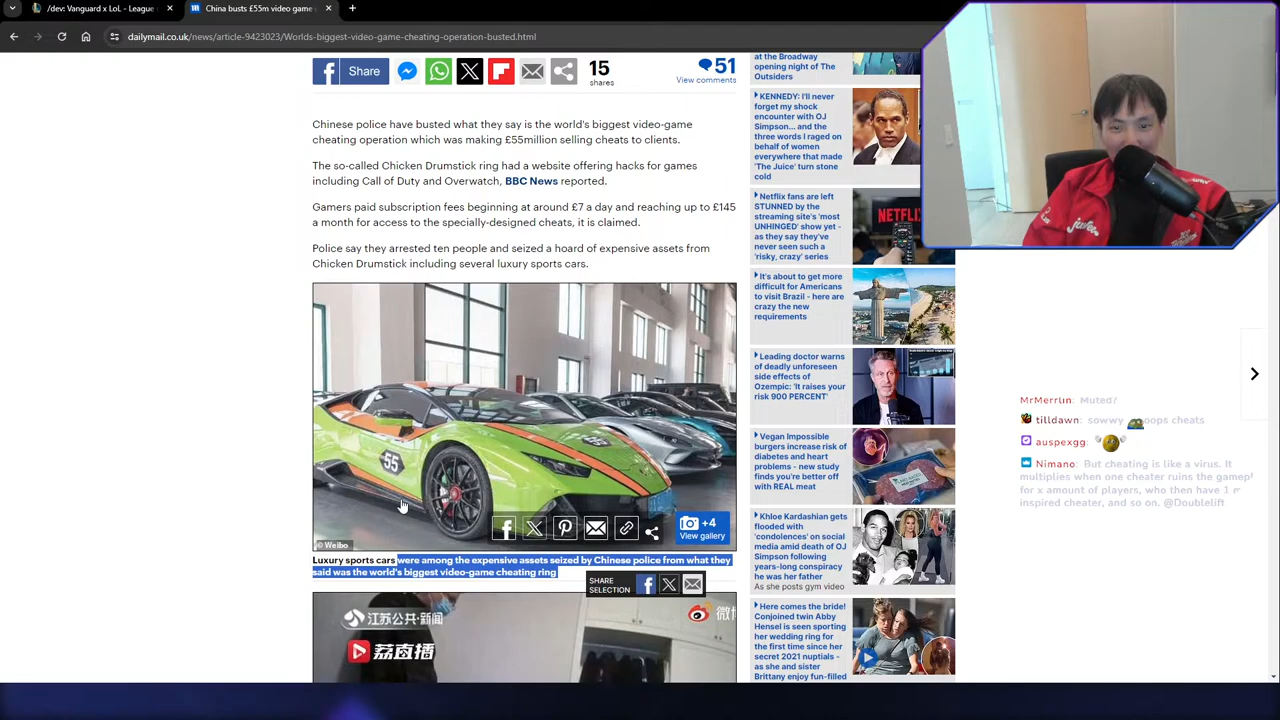 /dev: Vanguard x LoL - League
China busts £55m video game
dailymail.co.uk/news/article-9423023/Worlds-biggest-video-game-cheating-operation-busted.html
Share
15
shares
51
View comments
Chinese police have busted what they say is the world's biggest video-game
cheating operation which was making £55million selling cheats to clients.
The so-called Chicken Drumstick ring had a website offering hacks for games
including Call of Duty and Overwatch, BBC News reported.
Gamers paid subscription fees beginning at around £7 a day and reaching up to £145
a month for access to the specially-designed cheats, it is claimed.
Police say they arrested ten people and seized a hoard of expensive assets from
Chicken Drumstick including several luxury sports cars.
55
+4
View gallery
© Weibo
Luxury sports cars were among the expensive assets seized by Chinese police from what they
said was the world's biggest video-game cheating ring
SHARE
SELECTION
江苏公共·新闻
荔直播
微
at the Broadway
opening night of The
Outsiders
KENNEDY: I'll never
forget my shock
encounter with OJ
Simpson... and the
three words I raged on
behalf of women
everywhere that made
'The Juice' turn stone
cold
Netflix fans are left
STUNNED by the
streaming site's 'most
UNHINGED' show yet -
as they say they've
never seen such a
'risky, crazy' series
NETFLIX
It's about to get more
difficult for Americans
to visit Brazil - here are
crazy the new
requirements
Leading doctor warns
of deadly unforeseen
side effects of
Ozempic: 'It raises your
risk 900 PERCENT'
Vegan Impossible
burgers increase risk of
diabetes and heart
problems - new study
finds you're better off
with REAL meat
Khloe Kardashian gets
flooded with
'condolences' on social
media amid death of OJ
Simpson following
years-long conspiracy
he was her father
As she posts gym video
Here comes the bride!
Conjoined twin Abby
Hensel is seen sporting
her wedding ring for
the first time since her
secret 2021 nuptials -
as she and sister
Brittany enjoy fun-filled
MrMerrlin: Muted?
tilldawn: sowwy oops cheats
auspexgg:
Nimano: But cheating is like a virus. It
multiplies when one cheater ruins the game
for x amount of players, who then have 1 m
inspired cheater, and so on. @Doublelift